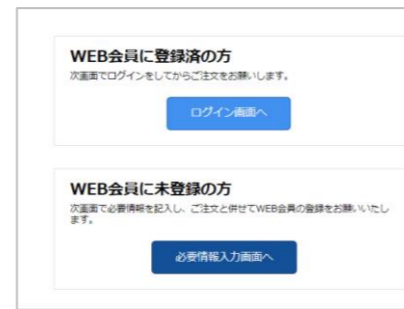 WEB会員に登録済の方
次画面でログインをしてからご注文をお願いします。
ログイン画面へ
WEB会員に未登録の方
次画面で必要情報を記入し、ご注文と併せてWEB会員の登録をお願いいたし
ます。
必要情報入力画面へ